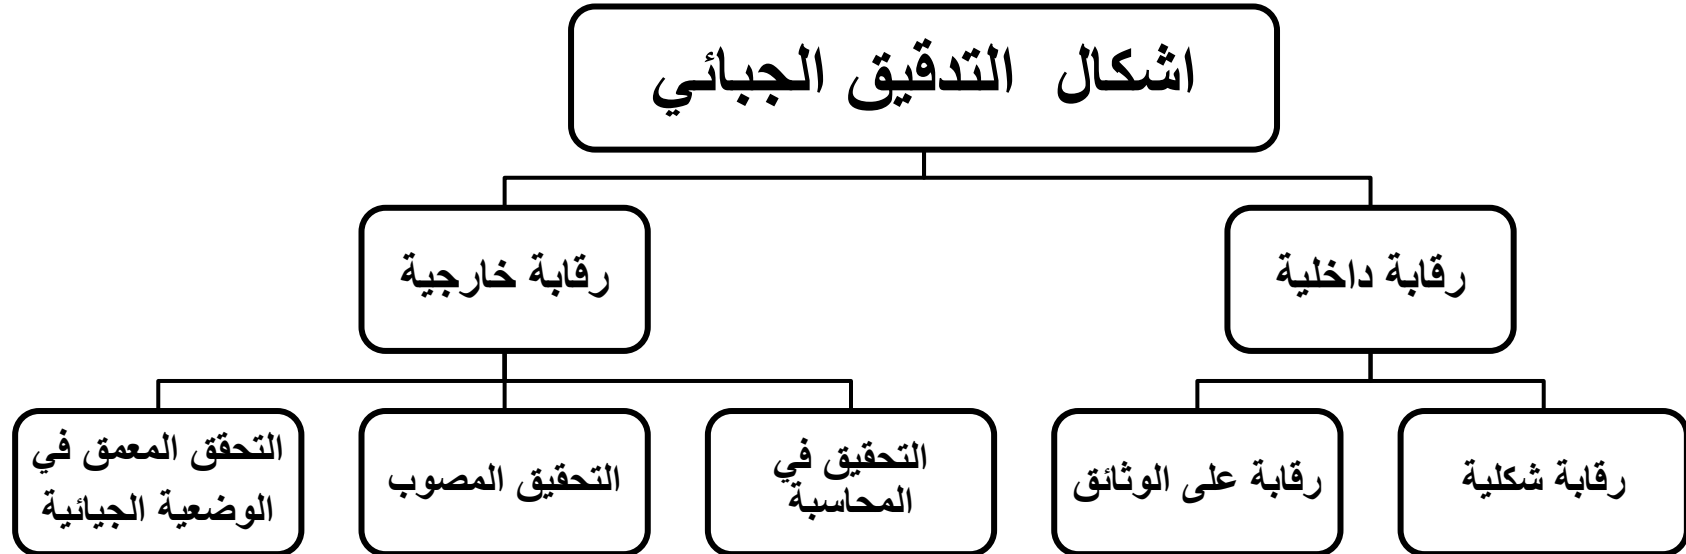 اشكال التدقيق الجبائي
رقابة داخلية
رقابة خارجية
رقابة شكلية
رقابة على الوثائق
التحقيق في
المحاسبة
التحقيق المصوب
التحقق المعمق في
الوضعية الجيائية